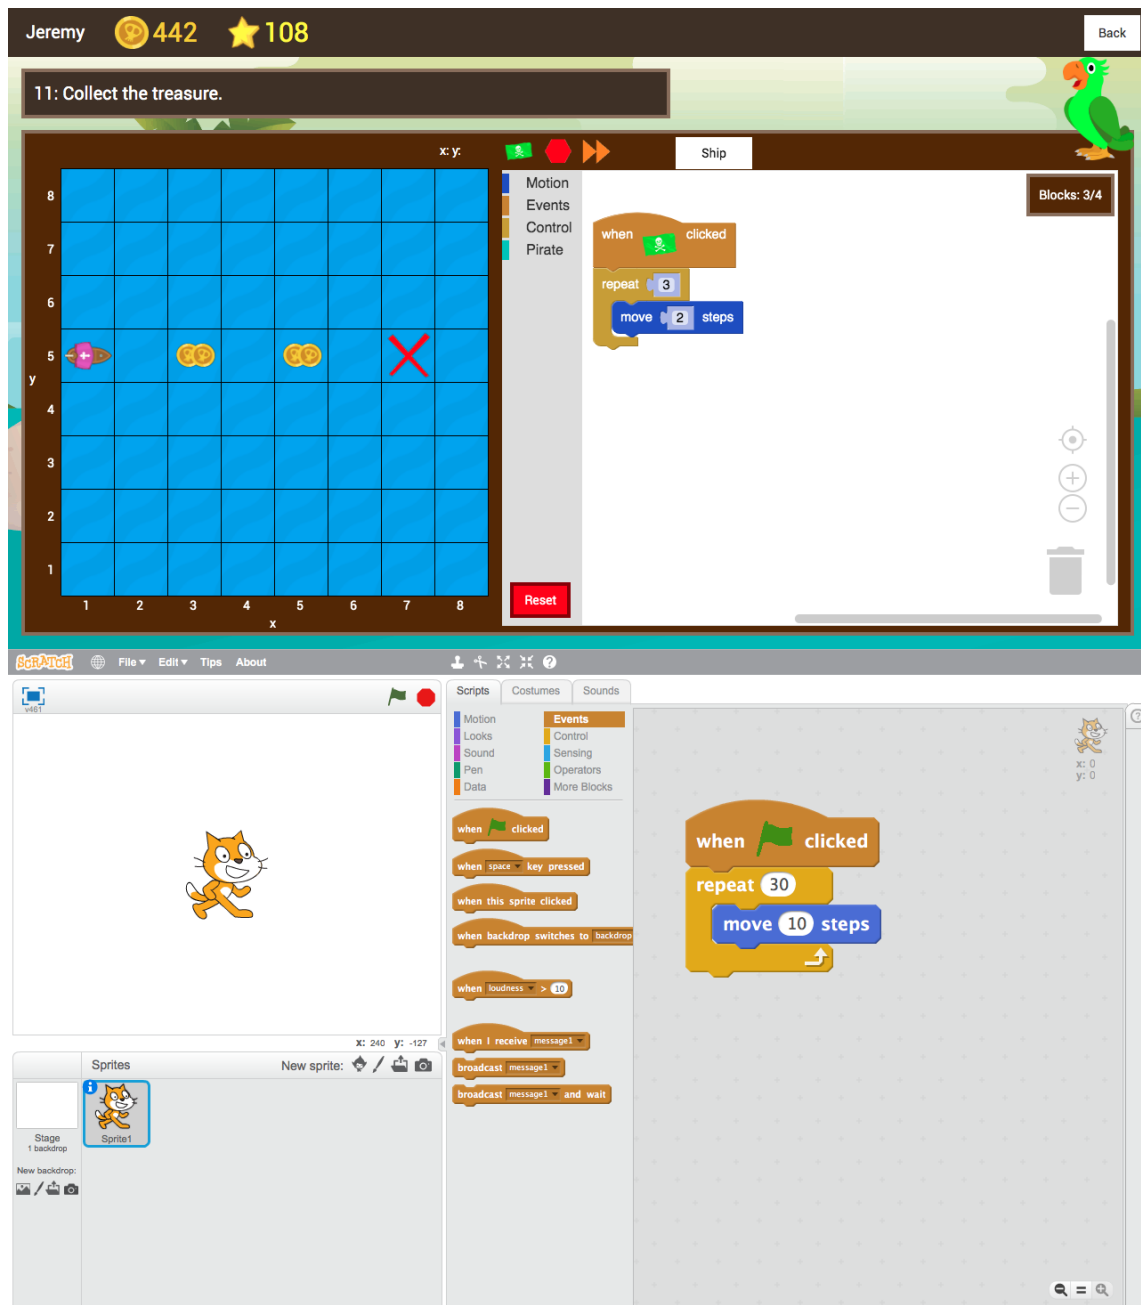 Jeremy 442 108 Back
11: Collect the treasure.
x: y:
Ship
Motion
Events
Control
Pirate
Blocks: 3/4
when clicked
repeat 3
move 2 steps
8
7
6
5
y
4
3
2
1
1 2 3 4 5 6 7 8
x
Reset
SCRATCH File Edit Tips About
v461
Scripts Costumes Sounds
Motion Events
Looks Control
Sound Sensing
Pen Operators
Data More Blocks
x: 0
y: 0
when clicked
when space key pressed
when this sprite clicked
when backdrop switches to backdrop
when loudness > 10
when I receive message1
broadcast message1
broadcast message1 and wait
when clicked
repeat 30
move 10 steps
x: 240 y: -127
Sprites New sprite:
Stage
1 backdrop
Sprite1
New backdrop: